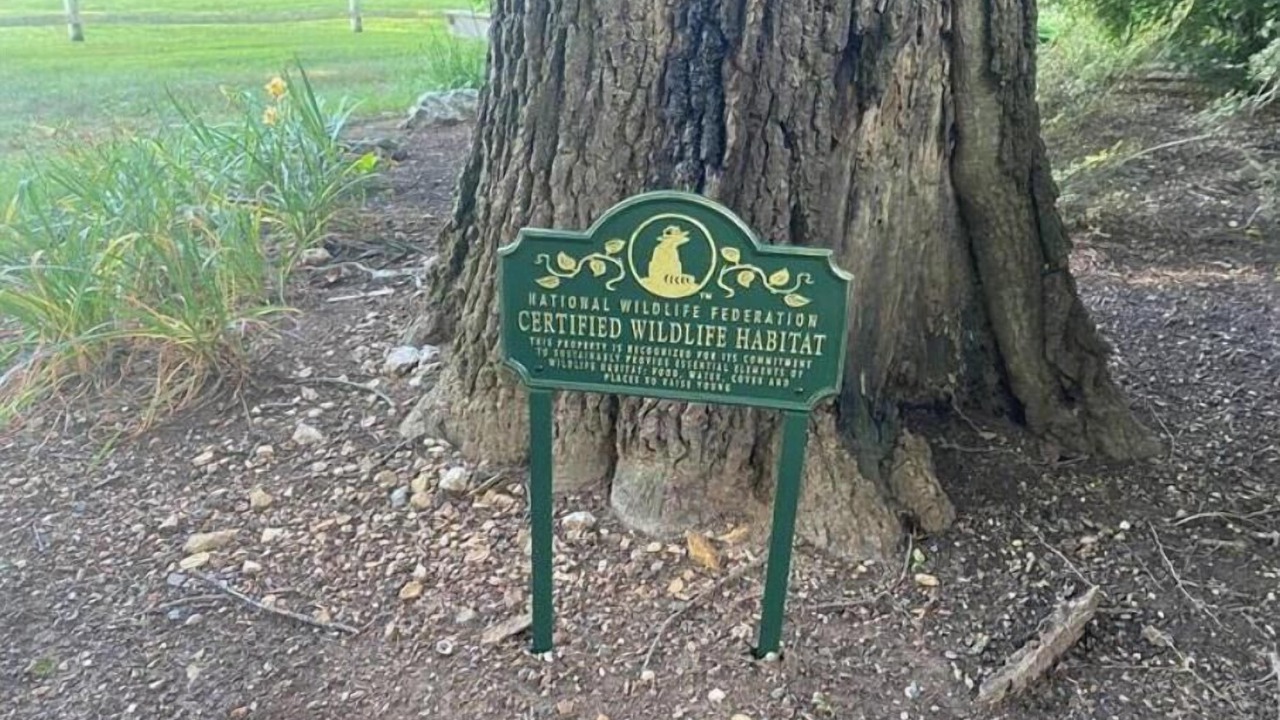 TM
NATIONAL WILDLIFE FEDERATION
CERTIFIED WILDLIFE HABITAT
THIS PROPERTY IS RECOGNIZED FOR ITS COMMITMENT
TO SUSTAINABLY PROVIDE ESSENTIAL ELEMENTS OF
WILDLIFE HABITAT: FOOD, WATER, COVER AND
PLACES TO RAISE YOUNG